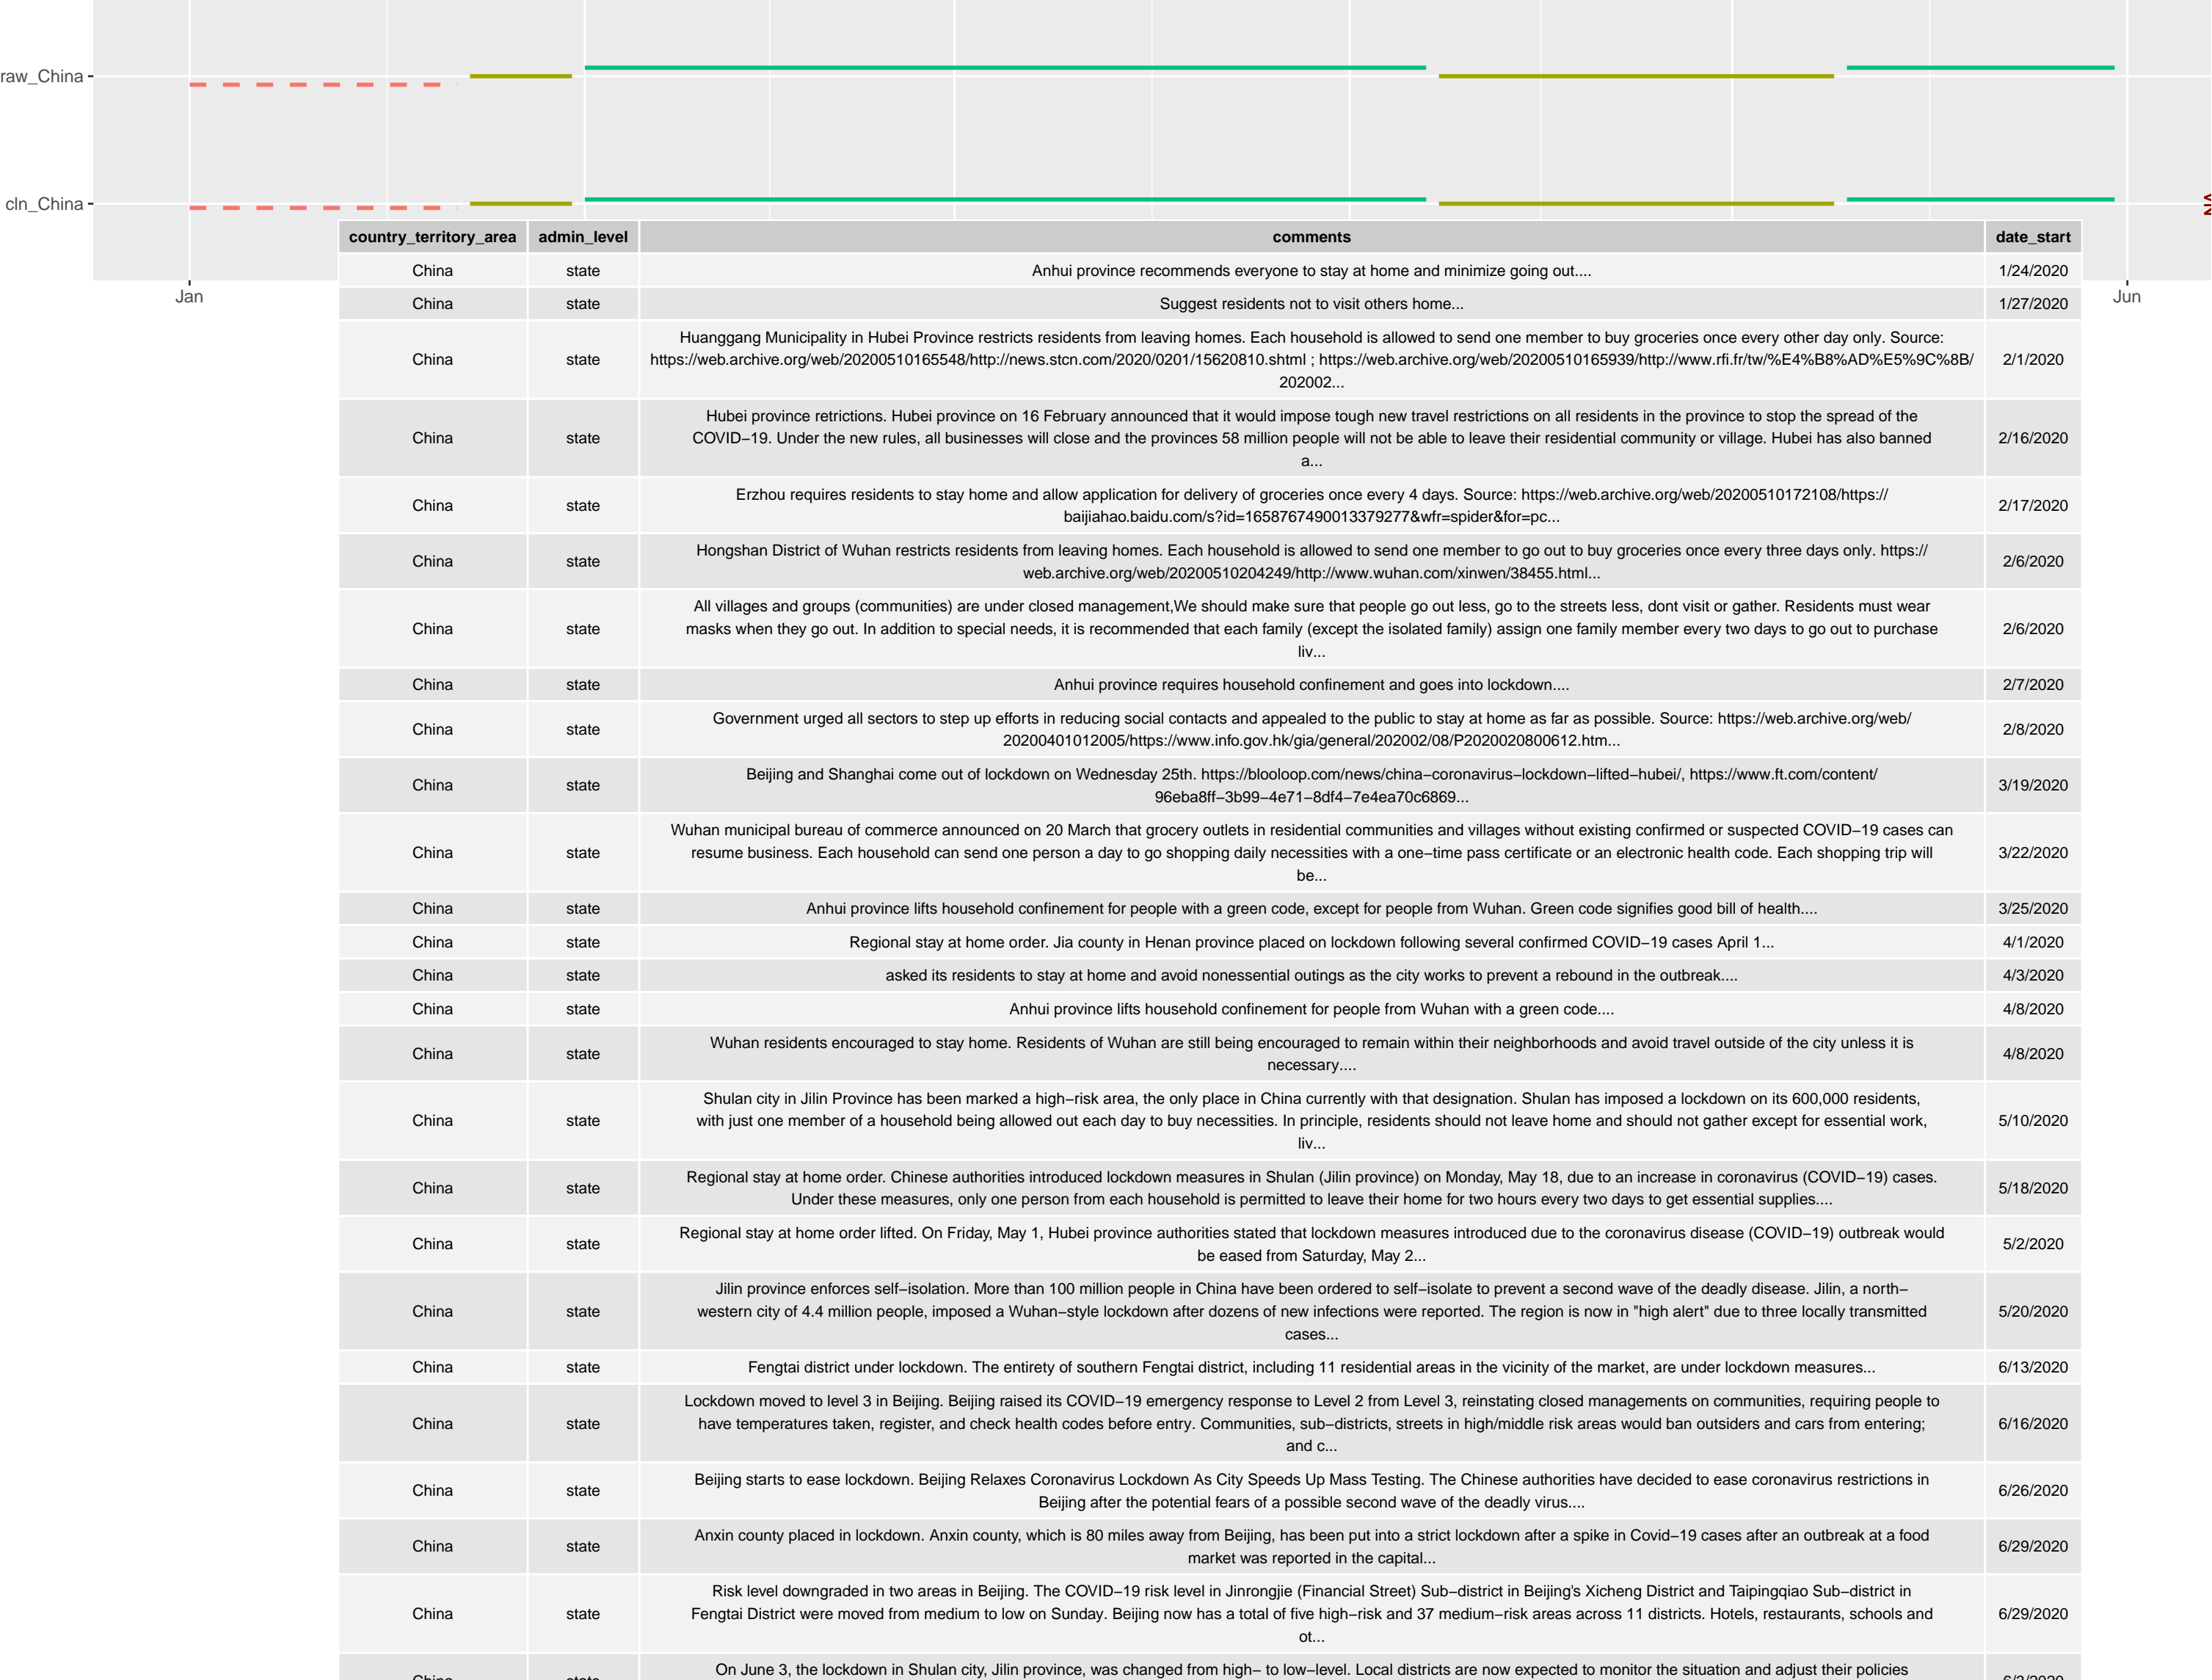 raw_China
cln_China
NA
Jan
Jun
country_territory_area admin_level comments date_start
China state Anhui province recommends everyone to stay at home and minimize going out.... 1/24/2020
China state Suggest residents not to visit others home... 1/27/2020
Huanggang Municipality in Hubei Province restricts residents from leaving homes. Each household is allowed to send one member to buy groceries once every other day only. Source:
China state https://web.archive.org/web/20200510165548/http://news.stcn.com/2020/0201/15620810.shtml ; https://web.archive.org/web/20200510165939/http://www.rfi.fr/tw/%E4%B8%AD%E5%9C%8B/ 2/1/2020
202002...
Hubei province retrictions. Hubei province on 16 February announced that it would impose tough new travel restrictions on all residents in the province to stop the spread of the
China state COVID−19. Under the new rules, all businesses will close and the provinces 58 million people will not be able to leave their residential community or village. Hubei has also banned 2/16/2020
a...
China state Erzhou requires residents to stay home and allow application for delivery of groceries once every 4 days. Source: https://web.archive.org/web/20200510172108/https:// 2/17/2020
baijiahao.baidu.com/s?id=1658767490013379277&wfr=spider&for=pc...
China state Hongshan District of Wuhan restricts residents from leaving homes. Each household is allowed to send one member to go out to buy groceries once every three days only. https:// 2/6/2020
web.archive.org/web/20200510204249/http://www.wuhan.com/xinwen/38455.html...
All villages and groups (communities) are under closed management,We should make sure that people go out less, go to the streets less, dont visit or gather. Residents must wear
China state masks when they go out. In addition to special needs, it is recommended that each family (except the isolated family) assign one family member every two days to go out to purchase 2/6/2020
liv...
China state Anhui province requires household confinement and goes into lockdown.... 2/7/2020
China state Government urged all sectors to step up efforts in reducing social contacts and appealed to the public to stay at home as far as possible. Source: https://web.archive.org/web/ 2/8/2020
20200401012005/https://www.info.gov.hk/gia/general/202002/08/P2020020800612.htm...
China state Beijing and Shanghai come out of lockdown on Wednesday 25th. https://blooloop.com/news/china−coronavirus−lockdown−lifted−hubei/, https://www.ft.com/content/ 3/19/2020
96eba8ff−3b99−4e71−8df4−7e4ea70c6869...
Wuhan municipal bureau of commerce announced on 20 March that grocery outlets in residential communities and villages without existing confirmed or suspected COVID−19 cases can
China state resume business. Each household can send one person a day to go shopping daily necessities with a one−time pass certificate or an electronic health code. Each shopping trip will 3/22/2020
be...
China state Anhui province lifts household confinement for people with a green code, except for people from Wuhan. Green code signifies good bill of health.... 3/25/2020
China state Regional stay at home order. Jia county in Henan province placed on lockdown following several confirmed COVID−19 cases April 1... 4/1/2020
China state asked its residents to stay at home and avoid nonessential outings as the city works to prevent a rebound in the outbreak.... 4/3/2020
China state Anhui province lifts household confinement for people from Wuhan with a green code.... 4/8/2020
China state Wuhan residents encouraged to stay home. Residents of Wuhan are still being encouraged to remain within their neighborhoods and avoid travel outside of the city unless it is 4/8/2020
necessary....
Shulan city in Jilin Province has been marked a high−risk area, the only place in China currently with that designation. Shulan has imposed a lockdown on its 600,000 residents,
China state with just one member of a household being allowed out each day to buy necessities. In principle, residents should not leave home and should not gather except for essential work, 5/10/2020
liv...
China state Regional stay at home order. Chinese authorities introduced lockdown measures in Shulan (Jilin province) on Monday, May 18, due to an increase in coronavirus (COVID−19) cases. 5/18/2020
Under these measures, only one person from each household is permitted to leave their home for two hours every two days to get essential supplies....
China state Regional stay at home order lifted. On Friday, May 1, Hubei province authorities stated that lockdown measures introduced due to the coronavirus disease (COVID−19) outbreak would 5/2/2020
be eased from Saturday, May 2...
Jilin province enforces self−isolation. More than 100 million people in China have been ordered to self−isolate to prevent a second wave of the deadly disease. Jilin, a north−
China state western city of 4.4 million people, imposed a Wuhan−style lockdown after dozens of new infections were reported. The region is now in "high alert" due to three locally transmitted 5/20/2020
cases...
China state Fengtai district under lockdown. The entirety of southern Fengtai district, including 11 residential areas in the vicinity of the market, are under lockdown measures... 6/13/2020
Lockdown moved to level 3 in Beijing. Beijing raised its COVID−19 emergency response to Level 2 from Level 3, reinstating closed managements on communities, requiring people to
China state have temperatures taken, register, and check health codes before entry. Communities, sub−districts, streets in high/middle risk areas would ban outsiders and cars from entering; 6/16/2020
and c...
China state Beijing starts to ease lockdown. Beijing Relaxes Coronavirus Lockdown As City Speeds Up Mass Testing. The Chinese authorities have decided to ease coronavirus restrictions in 6/26/2020
Beijing after the potential fears of a possible second wave of the deadly virus....
China state Anxin county placed in lockdown. Anxin county, which is 80 miles away from Beijing, has been put into a strict lockdown after a spike in Covid−19 cases after an outbreak at a food 6/29/2020
market was reported in the capital...
Risk level downgraded in two areas in Beijing. The COVID−19 risk level in Jinrongjie (Financial Street) Sub−district in Beijing's Xicheng District and Taipingqiao Sub−district in
China state Fengtai District were moved from medium to low on Sunday. Beijing now has a total of five high−risk and 37 medium−risk areas across 11 districts. Hotels, restaurants, schools and 6/29/2020
ot...
On June 3, the lockdown in Shulan city, Jilin province, was changed from high− to low−level. Local districts are now expected to monitor the situation and adjust their policies